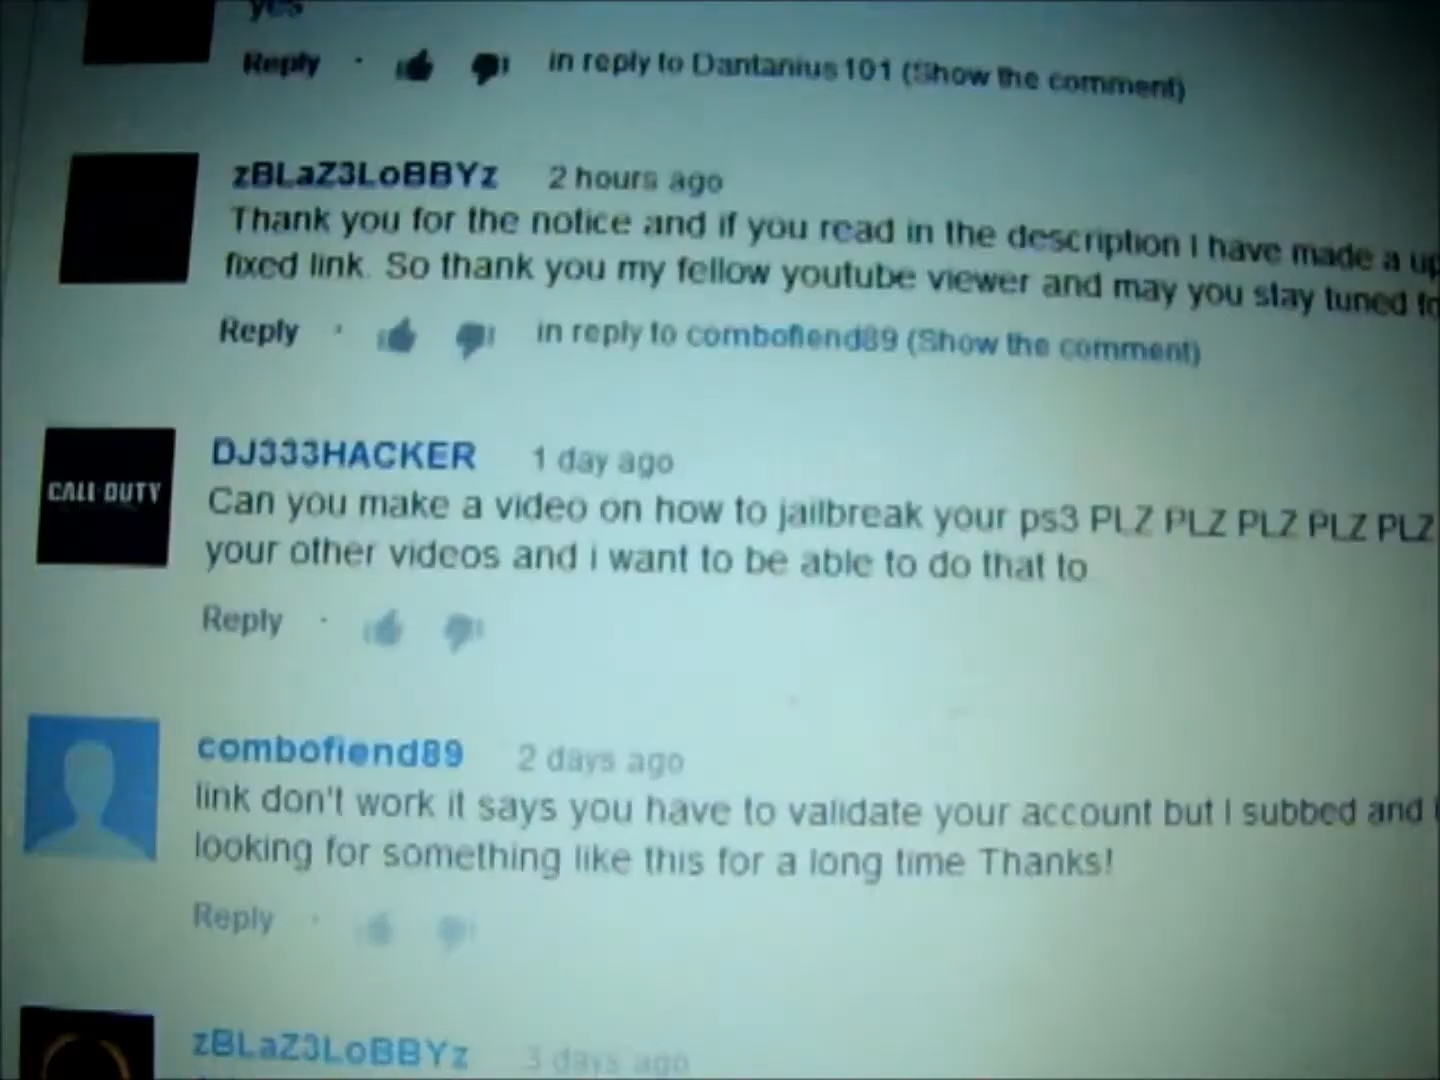 yes
Reply · in reply to Dantanius101 (Show the comment)
zBLaZ3LoBBYz 2 hours ago
Thank you for the notice and if you read in the description I have made a up
fixed link. So thank you my fellow youtube viewer and may you stay tuned fo
Reply · in reply to combofiend89 (Show the comment)
CALL DUTY
DJ333HACKER 1 day ago
Can you make a video on how to jailbreak your ps3 PLZ PLZ PLZ PLZ PLZ
your other videos and i want to be able to do that to
Reply ·
combofiend89 2 days ago
link don't work it says you have to validate your account but I subbed and
looking for something like this for a long time Thanks!
Reply ·
zBLaZ3LoBBYz 3 days ago